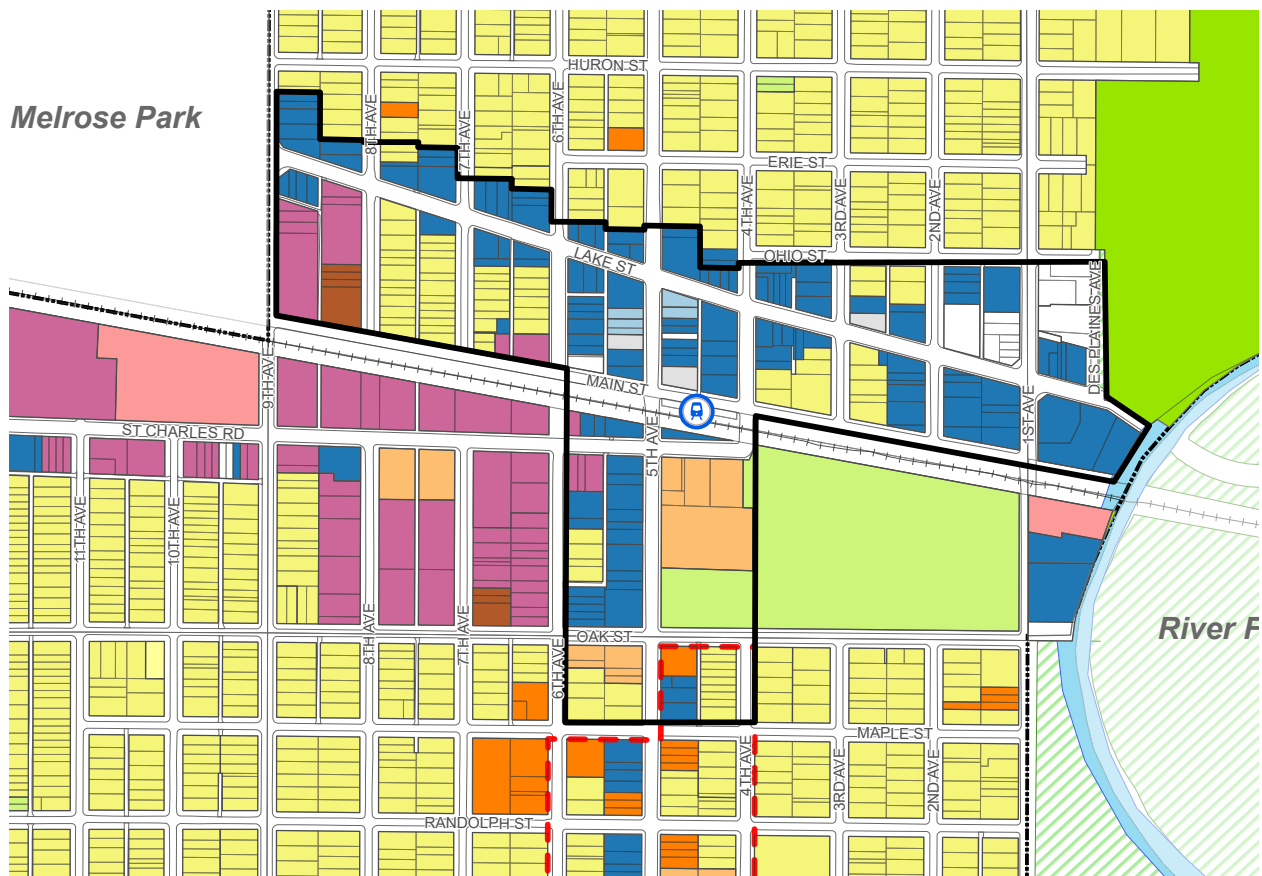 HURON ST
Melrose Park
8TH AVE
7TH AVE
6TH AVE
ERIE ST
4TH AVE
3RD AVE
2ND AVE
LAKE ST
OHIO ST
DES PLAINES AVE
9TH AVE
MAIN ST
1ST AVE
ST CHARLES RD
5TH AVE
11TH AVE
10TH AVE
8TH AVE
7TH AVE
6TH AVE
OAK ST
River F
MAPLE ST
4TH AVE
3RD AVE
2ND AVE
RANDOLPH ST